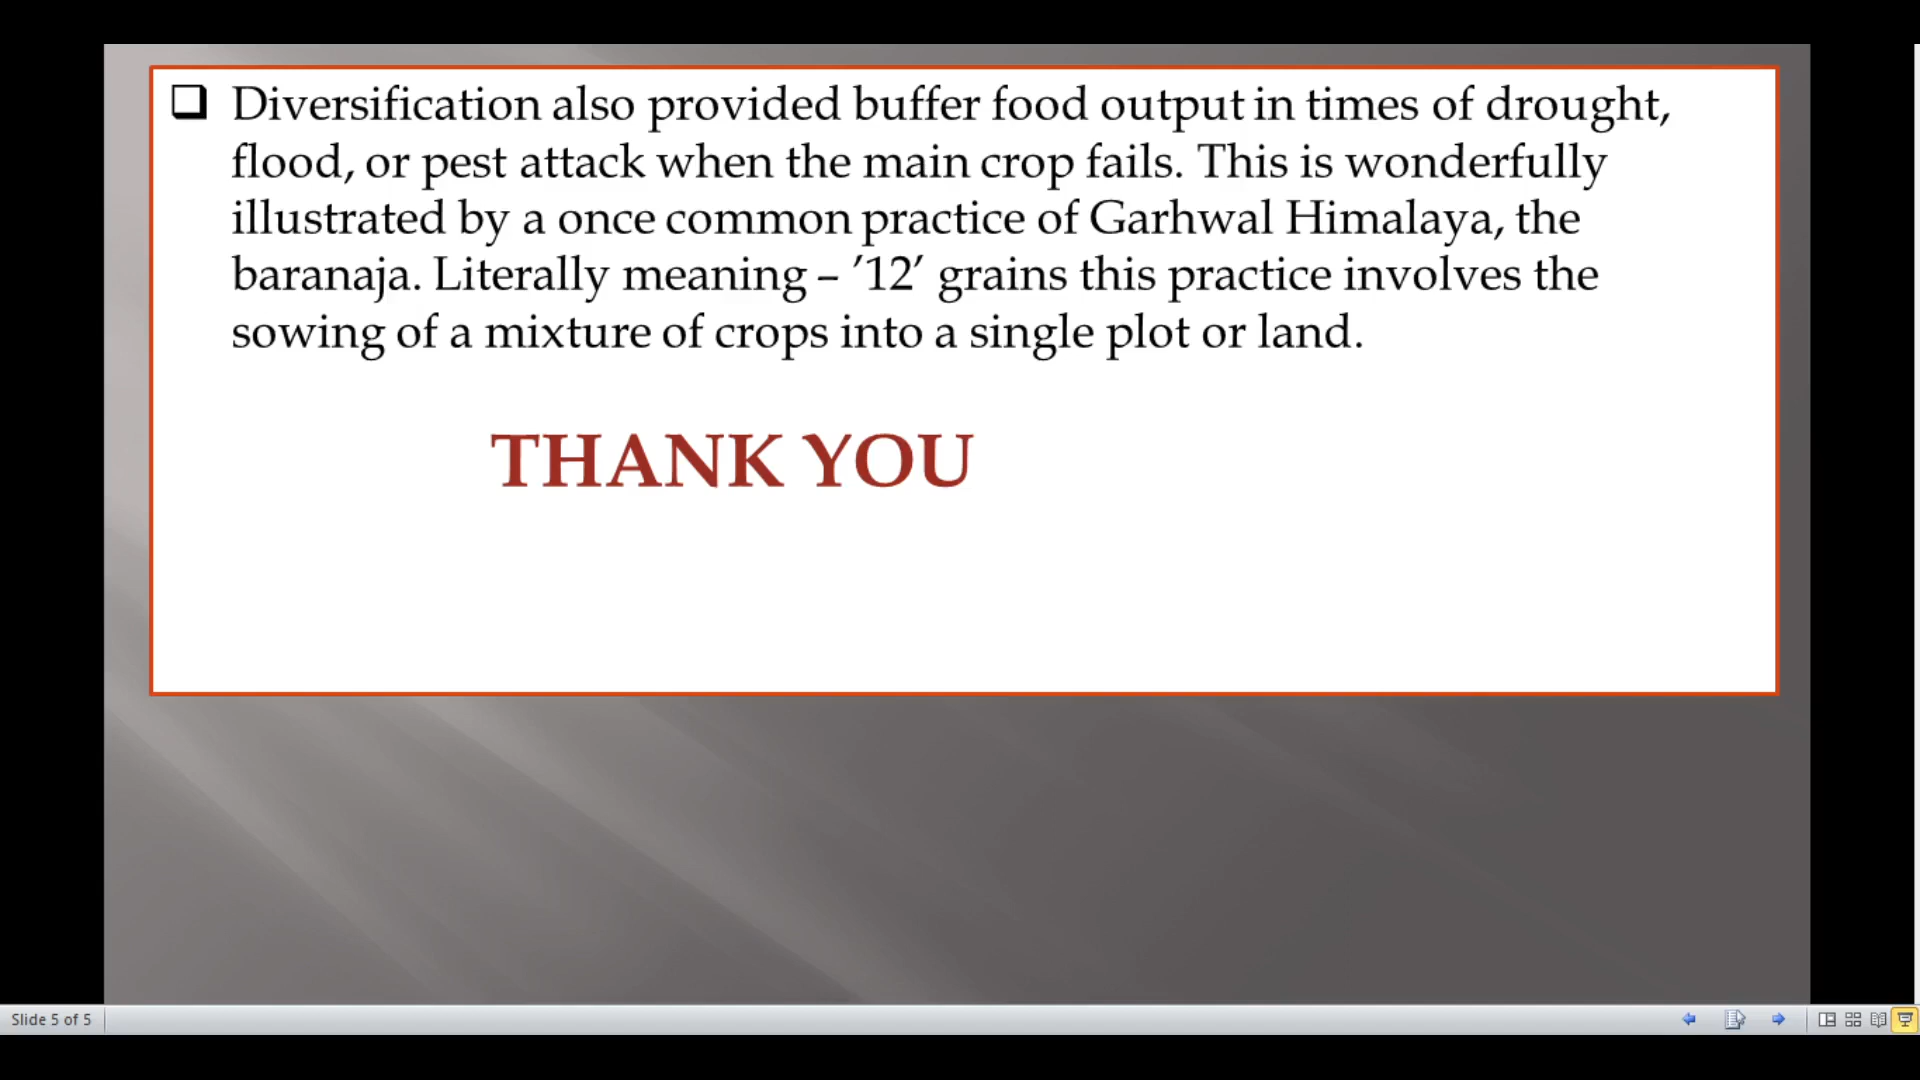 ❑ Diversification also provided buffer food output in times of drought,
flood, or pest attack when the main crop fails. This is wonderfully
illustrated by a once common practice of Garhwal Himalaya, the
baranaja. Literally meaning – ’12’ grains this practice involves the
sowing of a mixture of crops into a single plot or land.
THANK YOU
Slide 5 of 5